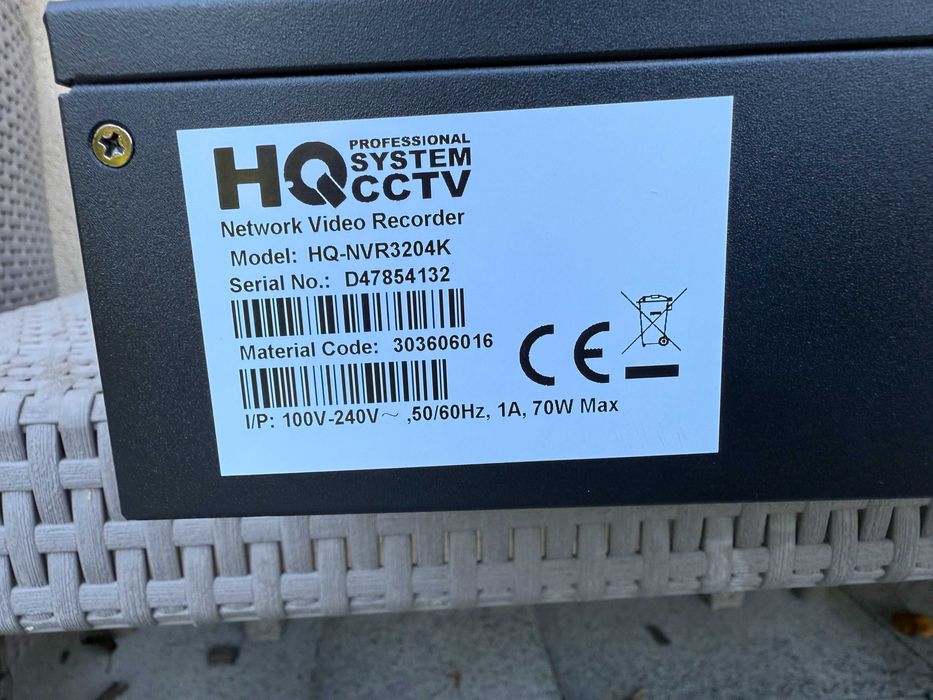 HQ PROFESSIONAL
SYSTEM
CCTV
Network Video Recorder
Model: HQ-NVR3204K
Serial No.: D47854132
Material Code: 303606016
CE
I/P: 100V-240V～ ,50/60Hz, 1A, 70W Max